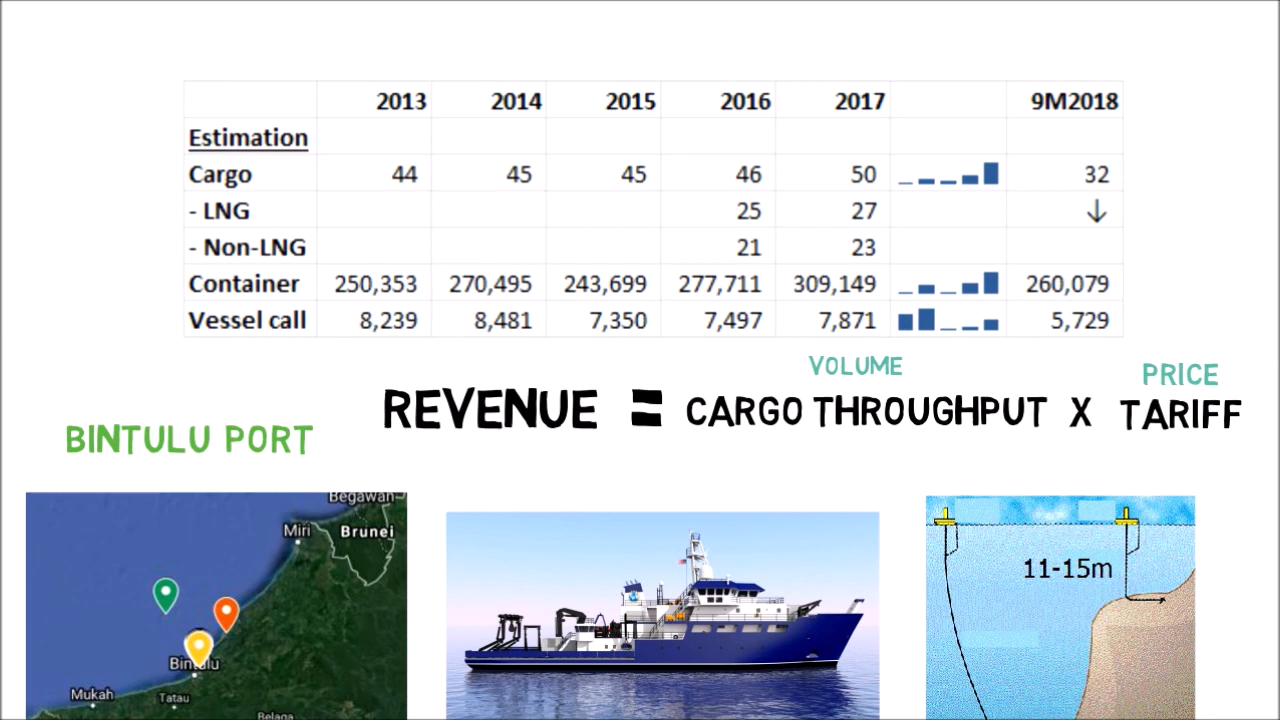 2013 2014 2015 2016 2017 9M2018
Estimation
Cargo 44 45 45 46 50 32
- LNG 25 27 ↓
- Non-LNG 21 23
Container 250,353 270,495 243,699 277,711 309,149 260,079
Vessel call 8,239 8,481 7,350 7,497 7,871 5,729
VOLUME
PRICE
REVENUE = CARGO THROUGHPUT X TARIFF
BINTULU PORT
Begawan
Miri
Brunei
Bintulu
Mukah
Tatau
Belaga
11-15m